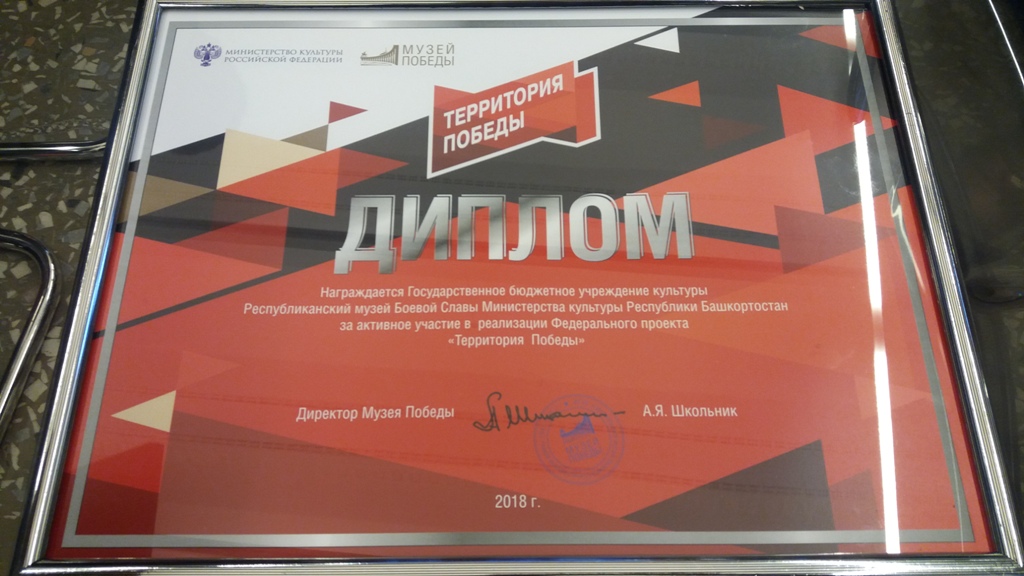 МИНИСТЕРСТВО КУЛЬТУРЫ
РОССИЙСКОЙ ФЕДЕРАЦИИ
МУЗЕЙ
ПОБЕДЫ
ТЕРРИТОРИЯ
ПОБЕДЫ
ДИПЛОМ
Награждается Государственное бюджетное учреждение культуры
Республиканский музей Боевой Славы Министерства культуры Республики Башкортостан
за активное участие в реализации Федерального проекта
«Территория Победы»
Директор Музея Победы А.Я. Школьник
2018 г.